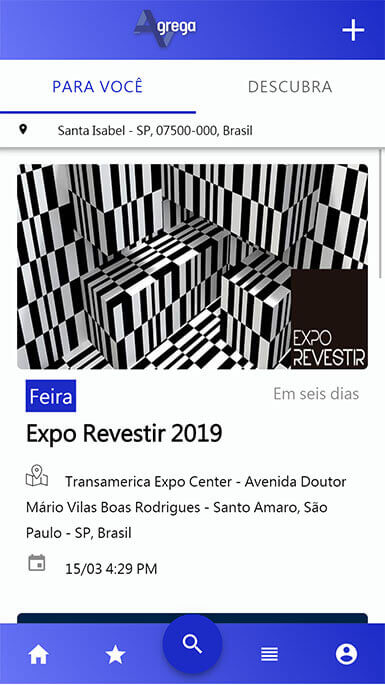 Agrega
PARA VOCÊ
DESCUBRA
Santa Isabel - SP, 07500-000, Brasil
EXPO
REVESTIR
Feira
Em seis dias
Expo Revestir 2019
Transamerica Expo Center - Avenida Doutor
Mário Vilas Boas Rodrigues - Santo Amaro, São
Paulo - SP, Brasil
15/03 4:29 PM